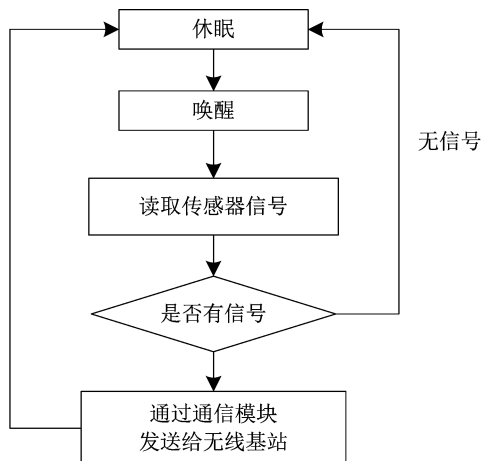 休眠
唤醒
无信号
读取传感器信号
是否有信号
通过通信模块
发送给无线基站